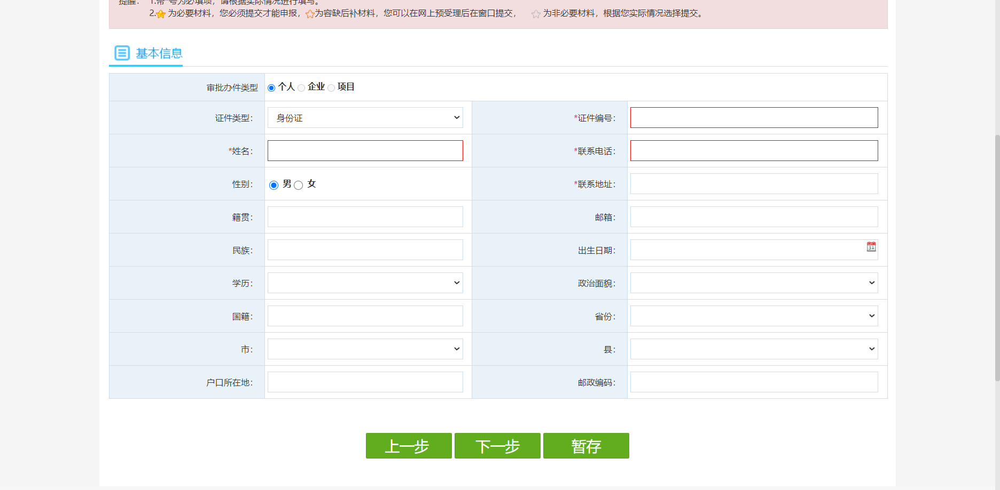 提醒： 1.带*号为必填项，请根据实际情况进行填写。
2. 为必要材料，您必须提交才能申报， 为容缺后补材料，您可以在网上预受理后在窗口提交， 为非必要材料，根据您实际情况选择提交。
基本信息
审批办件类型 个人 企业 项目
证件类型： 身份证 *证件编号：
*姓名： *联系电话：
性别： 男 女 *联系地址：
籍贯： 邮箱：
民族： 出生日期： 31
学历： 政治面貌：
国籍： 省份：
市： 县：
户口所在地： 邮政编码：
上一步 下一步 暂存